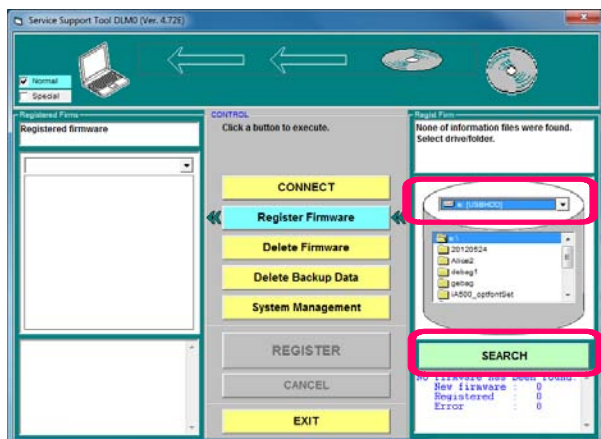 Service Support Tool DLM0 (Ver. 4.72E)
Normal
Special
Registered Firms
Registered firmware
CONTROL
Click a button to execute.
CONNECT
Register Firmware
Delete Firmware
Delete Backup Data
System Management
REGISTER
CANCEL
EXIT
Regist Firm
None of information files were found.
Select drive/folder.
e: [USBHDD]
e:\
20120524
Alice2
debag1
gebag
iA500_optfontSet
SEARCH
No firmware has been found.
New firmware : 0
Registered : 0
Error : 0